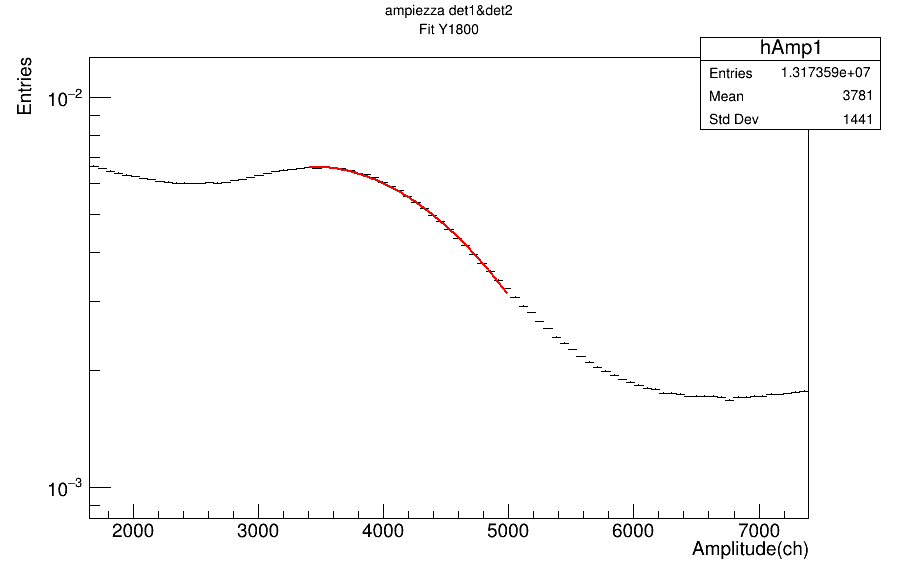 ampiezza det1&det2
Fit Y1800
hAmp1
Entries 1.317359e+07
Mean 3781
Std Dev 1441
Entries
10−2
10−3
2000 3000 4000 5000 6000 7000
Amplitude(ch)